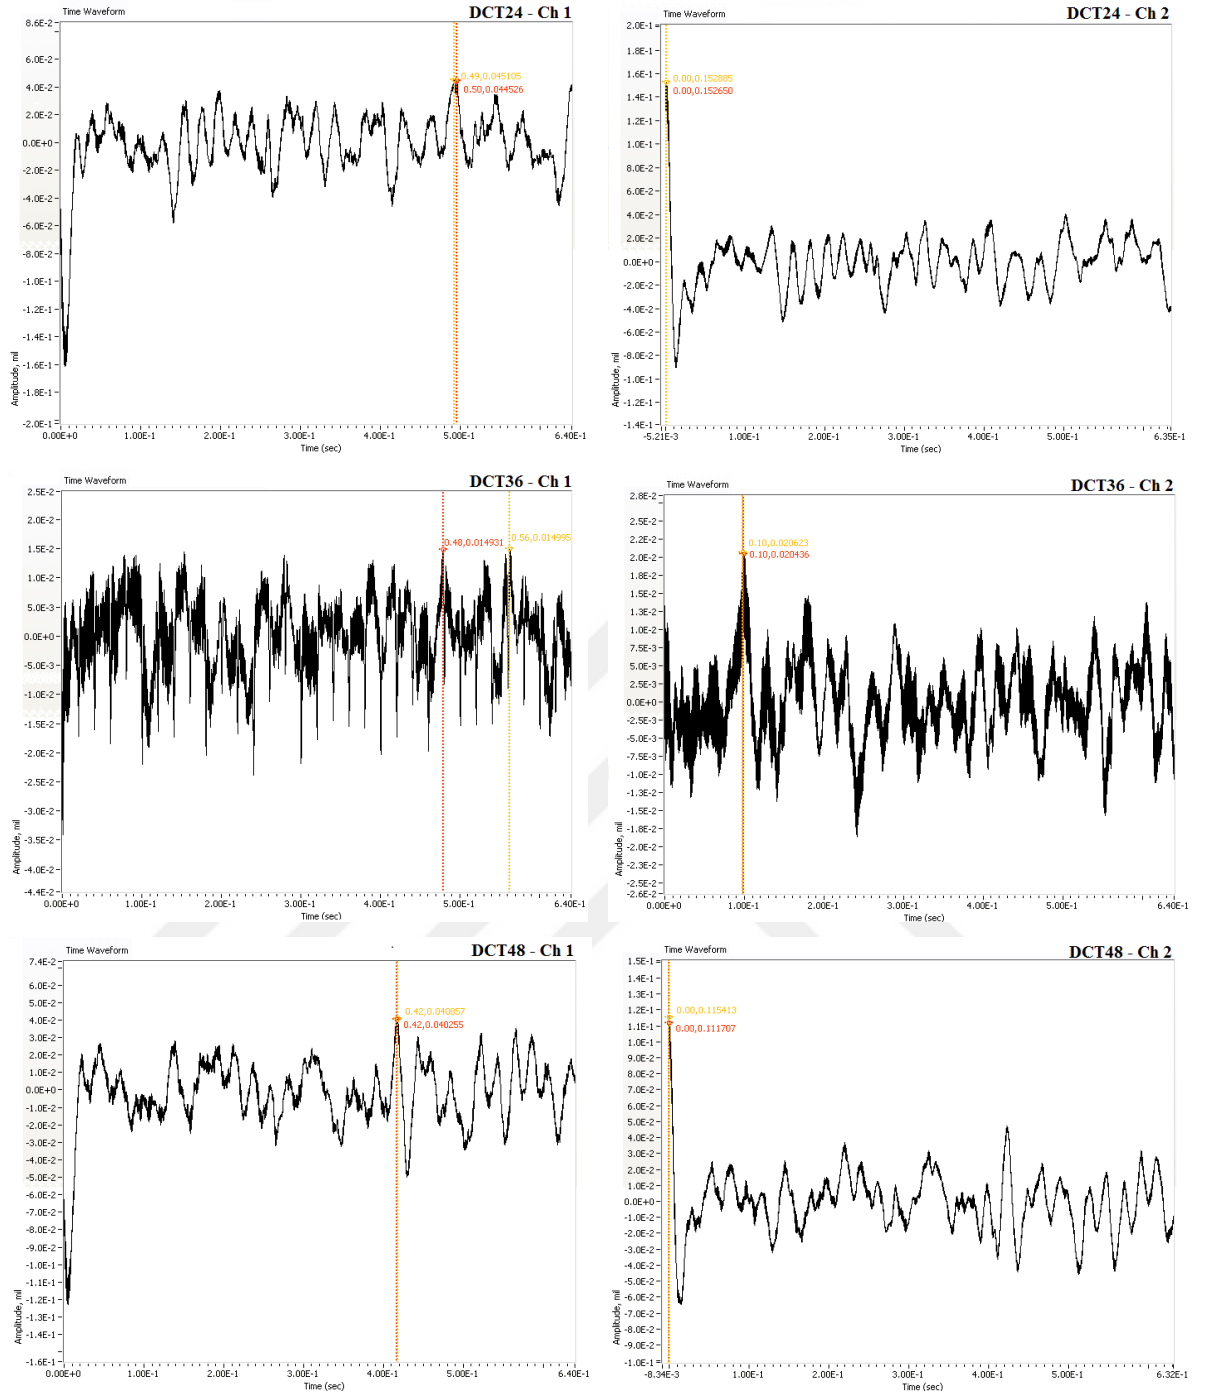 Time Waveform
DCT24 - Ch 1
8.6E-2
6.0E-2
4.0E-2
2.0E-2
0.0E+0
-2.0E-2
-4.0E-2
-6.0E-2
-8.0E-2
-1.0E-1
-1.2E-1
-1.4E-1
-1.6E-1
-1.8E-1
-2.0E-1
Amplitude, mil
0.49,0.045105
0.50,0.044526
0.00E+0 1.00E-1 2.00E-1 3.00E-1 4.00E-1 5.00E-1 6.40E-1
Time (sec)
Time Waveform
DCT24 - Ch 2
2.0E-1
1.8E-1
1.6E-1
1.4E-1
1.2E-1
1.0E-1
8.0E-2
6.0E-2
4.0E-2
2.0E-2
0.0E+0
-2.0E-2
-4.0E-2
-6.0E-2
-8.0E-2
-1.0E-1
-1.2E-1
-1.4E-1
Amplitude, mil
0.00,0.152885
0.00,0.152650
-5.21E-3 1.00E-1 2.00E-1 3.00E-1 4.00E-1 5.00E-1 6.35E-1
Time (sec)
Time Waveform
DCT36 - Ch 1
2.5E-2
2.0E-2
1.5E-2
1.0E-2
5.0E-3
0.0E+0
-5.0E-3
-1.0E-2
-1.5E-2
-2.0E-2
-2.5E-2
-3.0E-2
-3.5E-2
-4.0E-2
-4.4E-2
Amplitude, mil
0.48,0.014931
0.56,0.014995
0.00E+0 1.00E-1 2.00E-1 3.00E-1 4.00E-1 5.00E-1 6.40E-1
Time (sec)
Time Waveform
DCT36 - Ch 2
2.8E-2
2.5E-2
2.3E-2
2.0E-2
1.8E-2
1.5E-2
1.3E-2
1.0E-2
7.5E-3
5.0E-3
2.5E-3
0.0E+0
-2.5E-3
-5.0E-3
-7.5E-3
-1.0E-2
-1.3E-2
-1.5E-2
-1.8E-2
-2.0E-2
-2.3E-2
-2.5E-2
-2.6E-2
Amplitude, mil
0.10,0.020623
0.10,0.020436
0.00E+0 1.00E-1 2.00E-1 3.00E-1 4.00E-1 5.00E-1 6.40E-1
Time (sec)
Time Waveform
DCT48 - Ch 1
7.4E-2
6.0E-2
5.0E-2
4.0E-2
3.0E-2
2.0E-2
1.0E-2
0.0E+0
-1.0E-2
-2.0E-2
-3.0E-2
-4.0E-2
-5.0E-2
-6.0E-2
-7.0E-2
-8.0E-2
-9.0E-2
-1.0E-1
-1.1E-1
-1.2E-1
-1.3E-1
-1.4E-1
-1.6E-1
Amplitude, mil
0.42,0.040857
0.42,0.040255
0.00E+0 1.00E-1 2.00E-1 3.00E-1 4.00E-1 5.00E-1 6.40E-1
Time (sec)
Time Waveform
DCT48 - Ch 2
1.5E-1
1.4E-1
1.3E-1
1.2E-1
1.1E-1
1.0E-1
9.0E-2
8.0E-2
7.0E-2
6.0E-2
5.0E-2
4.0E-2
3.0E-2
2.0E-2
1.0E-2
0.0E+0
-1.0E-2
-2.0E-2
-3.0E-2
-4.0E-2
-5.0E-2
-6.0E-2
-7.0E-2
-8.0E-2
-9.0E-2
-1.0E-1
Amplitude, mil
0.00,0.115413
0.00,0.111707
-8.34E-3 1.00E-1 2.00E-1 3.00E-1 4.00E-1 5.00E-1 6.32E-1
Time (sec)